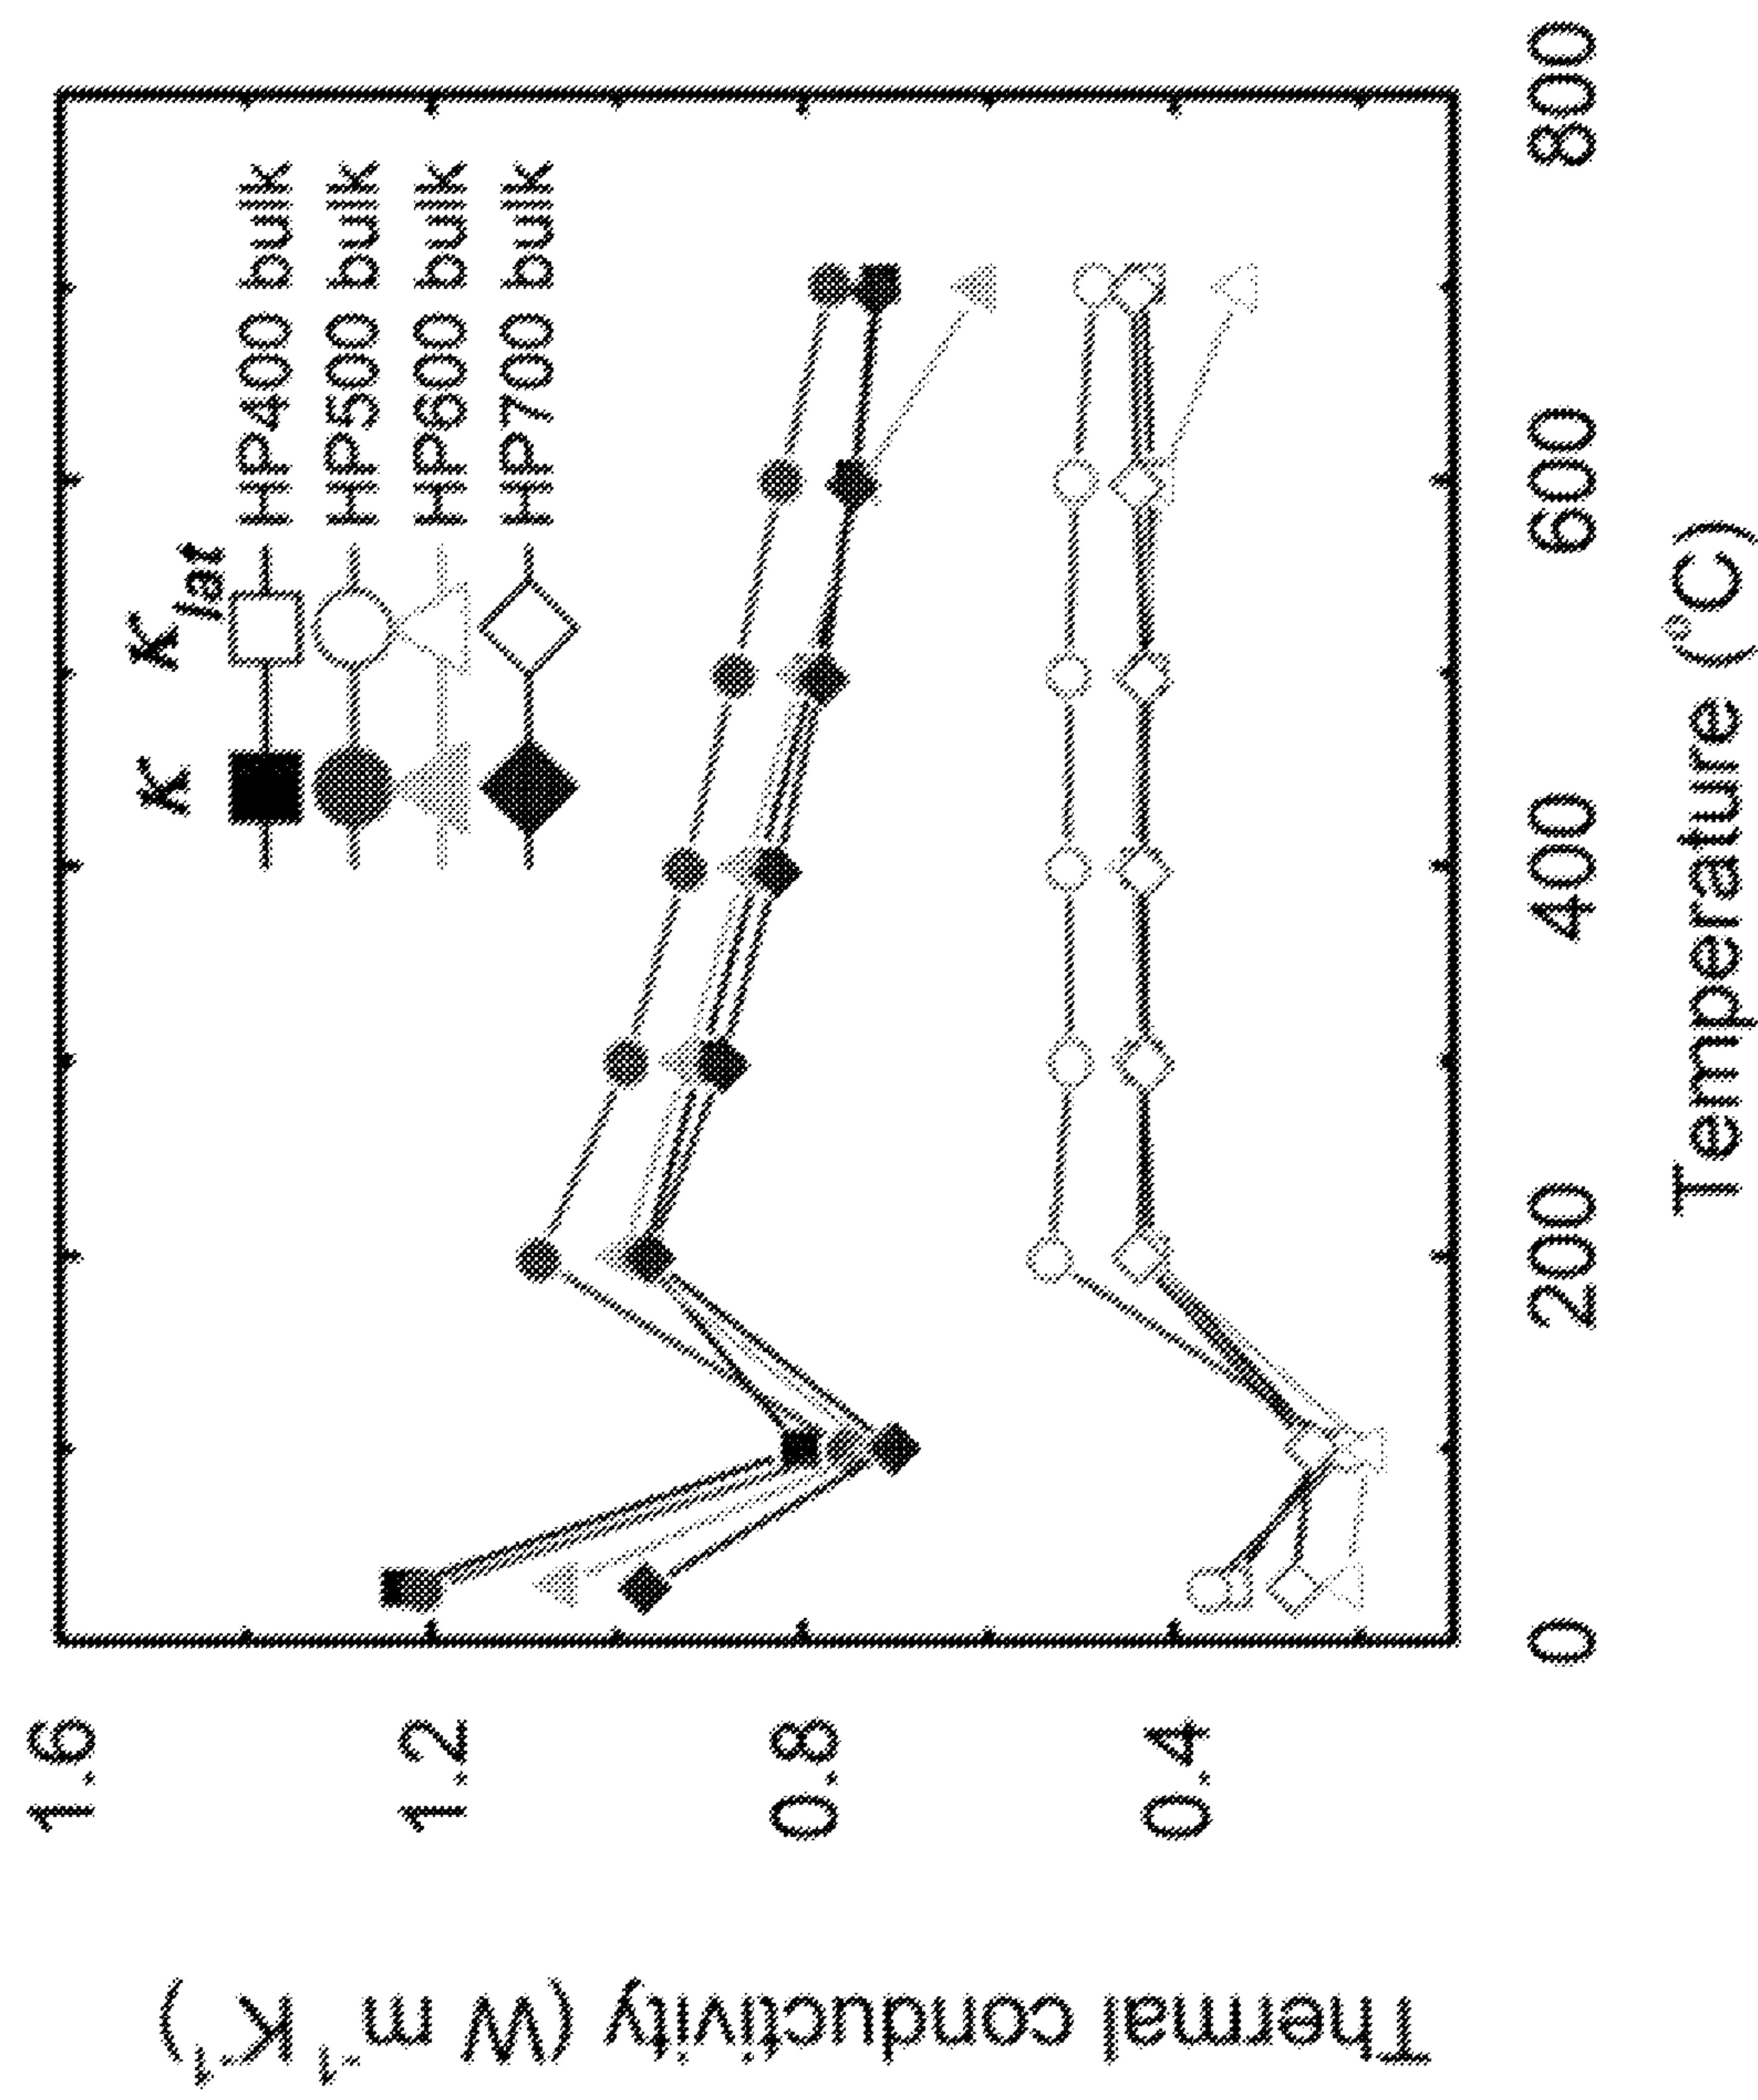 Thermal conductivity (W m⁻¹K⁻¹)
1.6
1.2
0.8
0.4
κ κlat
HP400 bulk
HP500 bulk
HP600 bulk
HP700 bulk
0 200 400 600 800
Temperature (°C)